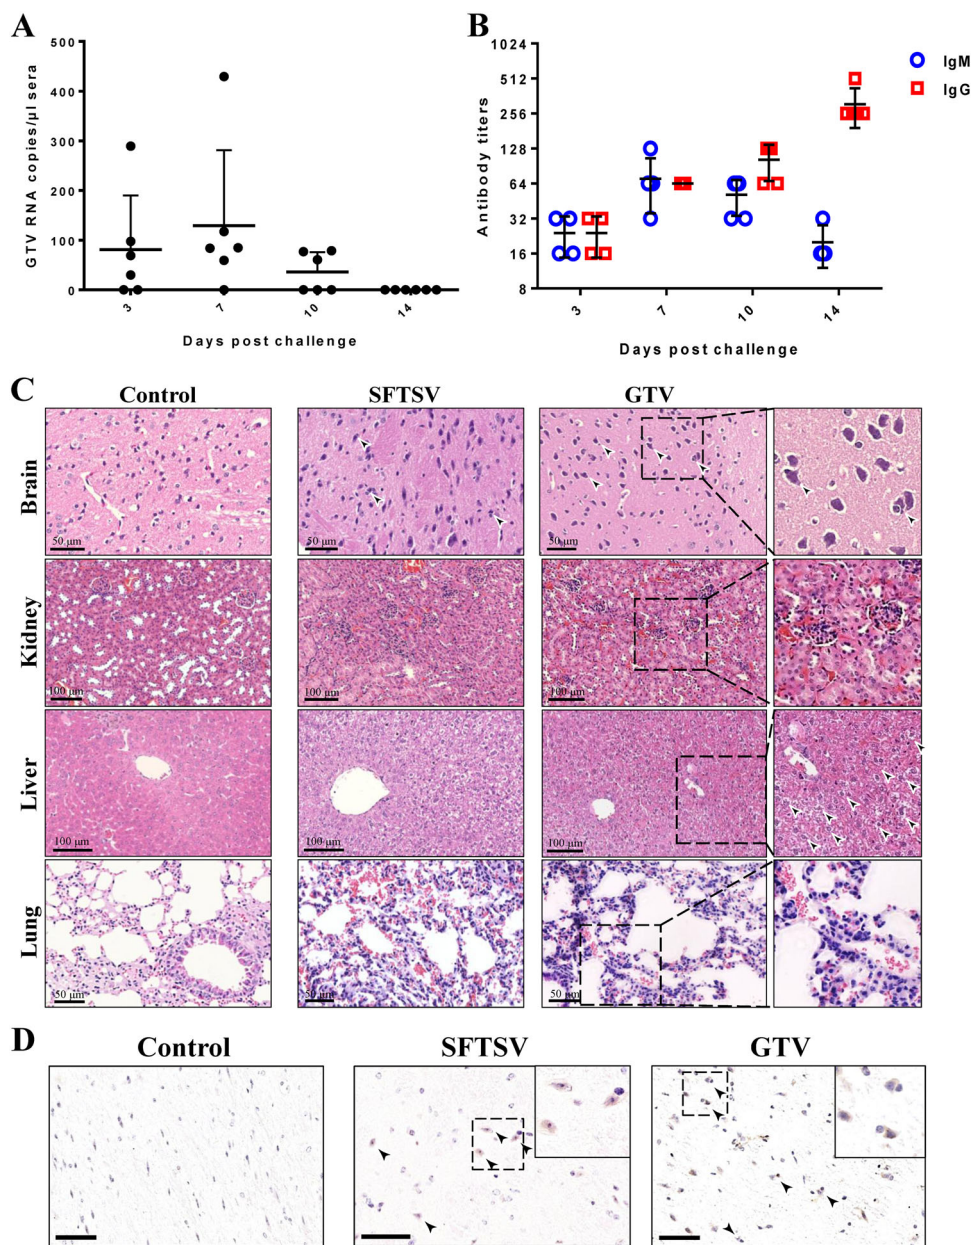 A
GTV RNA copies/µl sera
500
400
300
200
100
0
3
7
10
14
Days post challenge
B
Antibody titers
1024
512
256
128
64
32
16
8
3
7
10
14
Days post challenge
IgM
IgG
C
Control
SFTSV
GTV
Brain
50 µm
50 µm
50 µm
Kidney
100 µm
100 µm
100 µm
Liver
100 µm
100 µm
100 µm
Lung
50 µm
50 µm
50 µm
D
Control
SFTSV
GTV